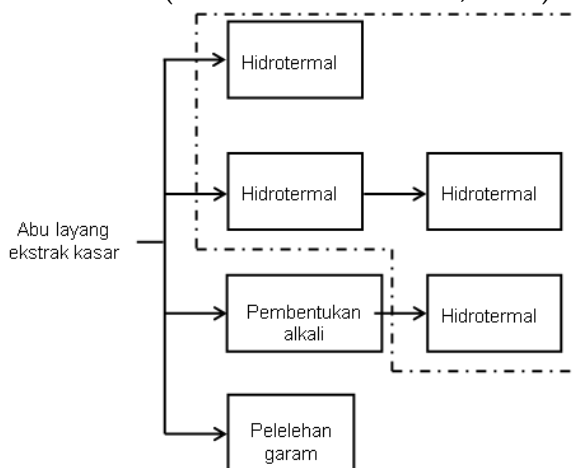 Hidrotermal
Hidrotermal
Hidrotermal
Abu layang
ekstrak kasar
Pembentukan
alkali
Hidrotermal
Pelelehan
garam